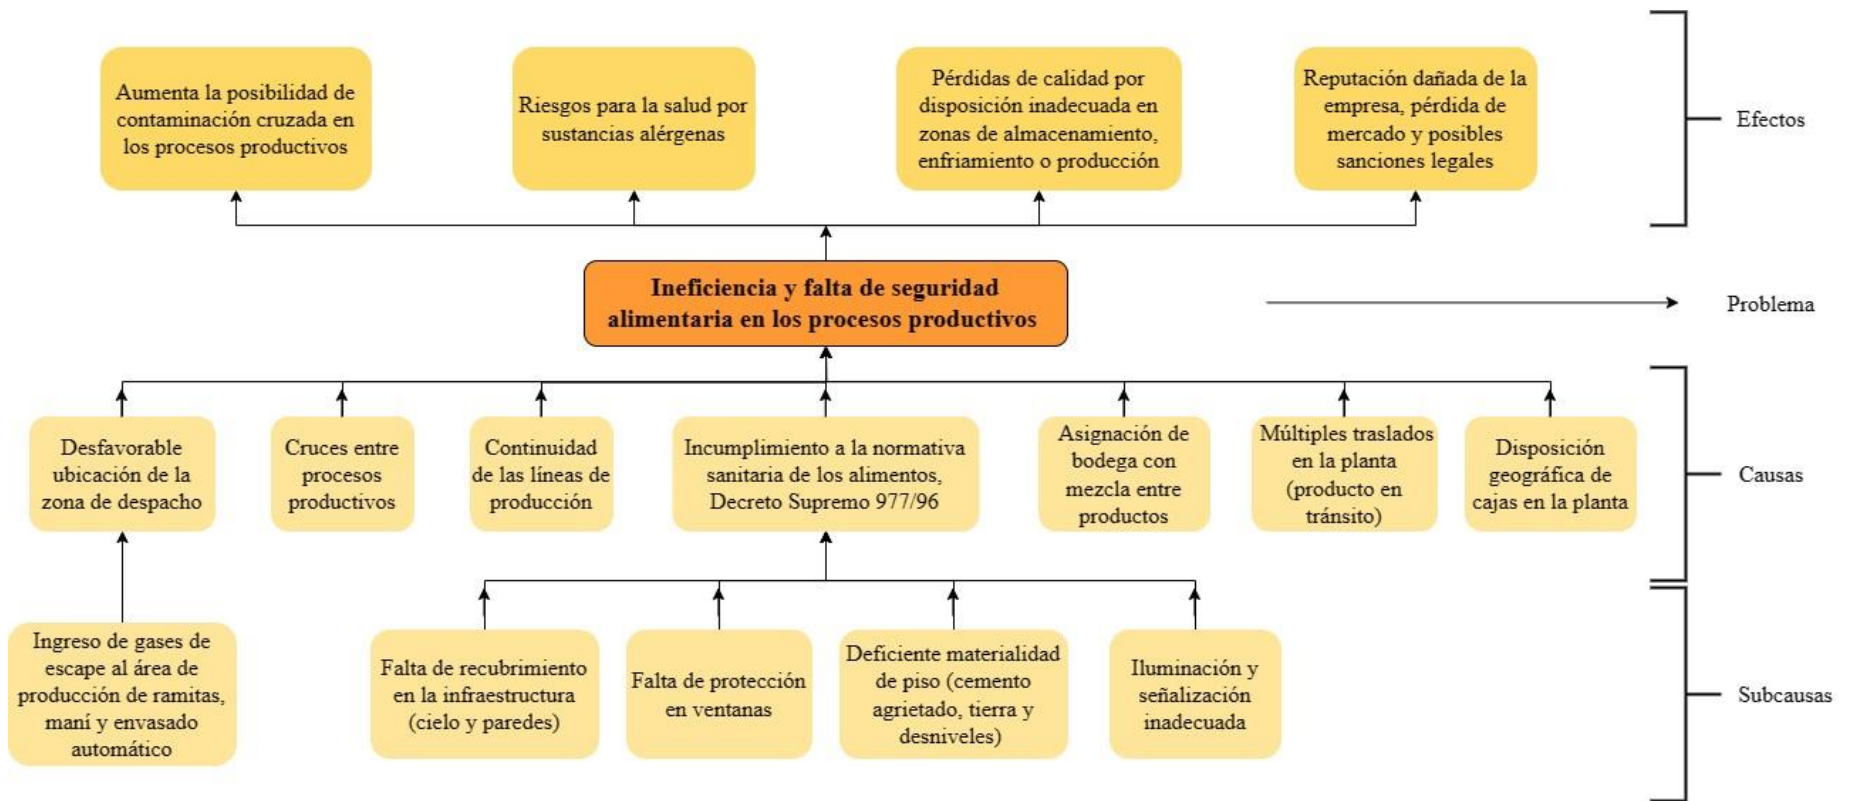 Aumenta la posibilidad de
contaminación cruzada en
los procesos productivos
Riesgos para la salud por
sustancias alérgenas
Pérdidas de calidad por
disposición inadecuada en
zonas de almacenamiento,
enfriamiento o producción
Reputación dañada de la
empresa, pérdida de
mercado y posibles
sanciones legales
Efectos
Ineficiencia y falta de seguridad
alimentaria en los procesos productivos
Problema
Desfavorable
ubicación de la
zona de despacho
Cruces entre
procesos
productivos
Continuidad
de las líneas de
producción
Incumplimiento a la normativa
sanitaria de los alimentos,
Decreto Supremo 977/96
Asignación de
bodega con
mezcla entre
productos
Múltiples traslados
en la planta
(producto en
tránsito)
Disposición
geográfica de
cajas en la planta
Causas
Ingreso de gases de
escape al área de
producción de ramitas,
maní y envasado
automático
Falta de recubrimiento
en la infraestructura
(cielo y paredes)
Falta de protección
en ventanas
Deficiente materialidad
de piso (cemento
agrietado, tierra y
desniveles)
Iluminación y
señalización
inadecuada
Subcausas